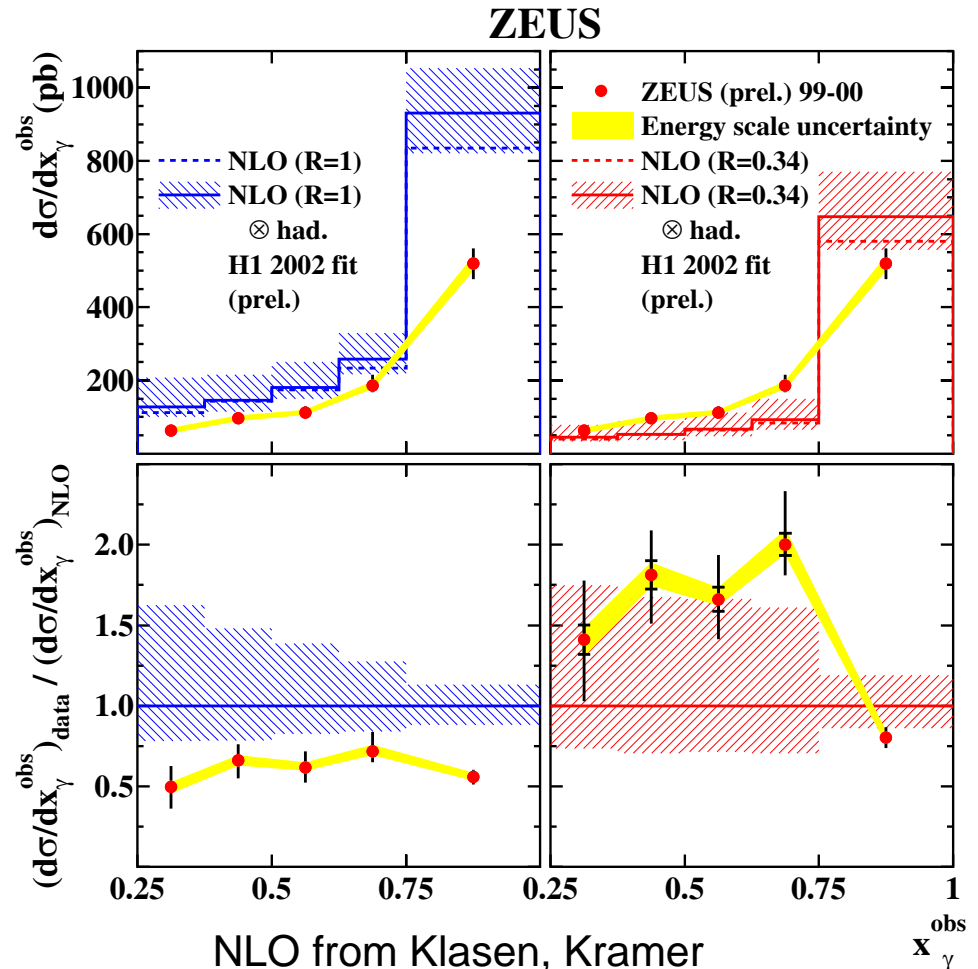 ZEUS
dσ/dx_γ^obs (pb)
1000
800
600
400
200
NLO (R=1)
NLO (R=1)
⊗ had.
H1 2002 fit
(prel.)
ZEUS (prel.) 99-00
Energy scale uncertainty
NLO (R=0.34)
NLO (R=0.34)
⊗ had.
H1 2002 fit
(prel.)
(dσ/dx_γ^obs)_data / (dσ/dx_γ^obs)_NLO
2.0
1.5
1.0
0.5
0.25 0.5 0.75 0.25 0.5 0.75 1
x_γ^obs
NLO from Klasen, Kramer